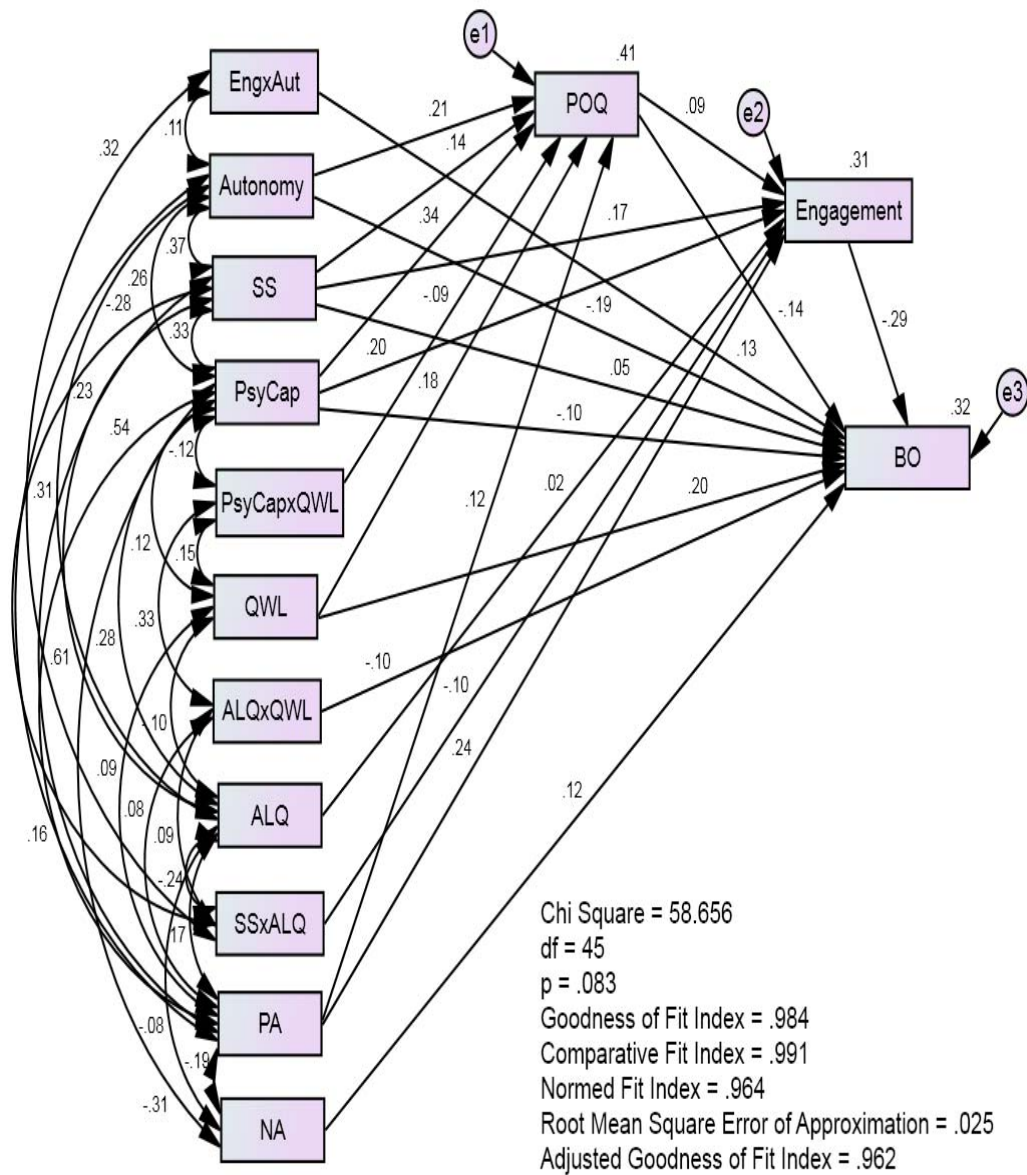 e1
.41
EngxAut
POQ
.09
e2
.21
.11
.32
.14
.31
Autonomy
Engagement
.34
.17
.37
SS
.26
-.28
-.09
-.19
-.14
-.29
.33
.20
.13
.05
.18
PsyCap
e3
.23
.54
-.10
.32
BO
-.12
PsyCapxQWL
.20
.02
.12
.31
.12
.15
QWL
.33
.28
.61
-.10
-.10
ALQxQWL
-.10
.24
.09
.08
.12
ALQ
.09
.16
-.24
SSxALQ
.17
Chi Square = 58.656
df = 45
p = .083
PA
Goodness of Fit Index = .984
-.08
Comparative Fit Index = .991
-.19
Normed Fit Index = .964
-.31
NA
Root Mean Square Error of Approximation = .025
Adjusted Goodness of Fit Index = .962